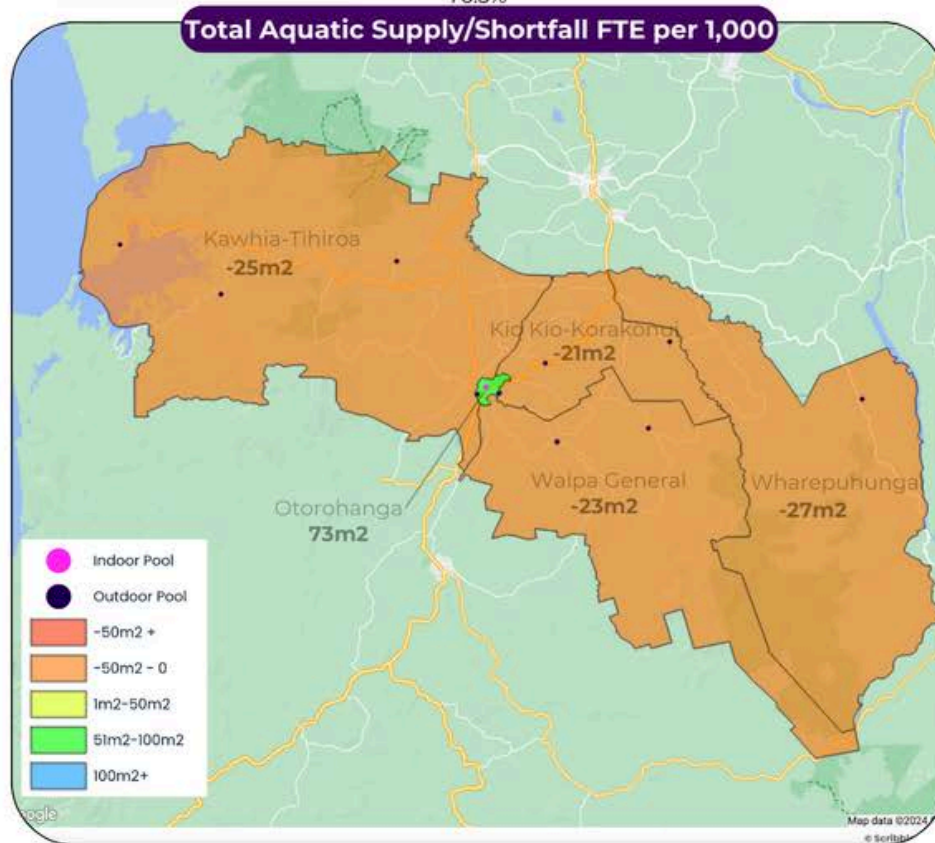 Total Aquatic Supply/Shortfall FTE per 1,000
Kawhia-Tihiroa
-25m2
Kio Kio-Korakonui
-21m2
Waipa General
-23m2
Wharepuhunga
-27m2
Otorohanga
73m2
Indoor Pool
Outdoor Pool
-50m2 +
-50m2 - 0
1m2-50m2
51m2-100m2
100m2+
Map data ©2024